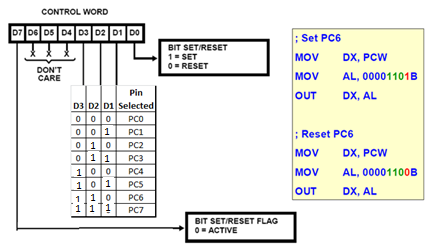 CONTROL WORD
D7 D6 D5 D4 D3 D2 D1 D0
X X X
DON'T
CARE
BIT SET/RESET
1 = SET
0 = RESET
Pin
D3 D2 D1 Selected
0 0 0 PC0
0 0 1 PC1
0 1 0 PC2
0 1 1 PC3
1 0 0 PC4
1 0 1 PC5
1 1 0 PC6
1 1 1 PC7
BIT SET/RESET FLAG
0 = ACTIVE
; Set PC6
MOV DX, PCW
MOV AL, 00001101B
OUT DX, AL
; Reset PC6
MOV DX, PCW
MOV AL, 00001100B
OUT DX, AL